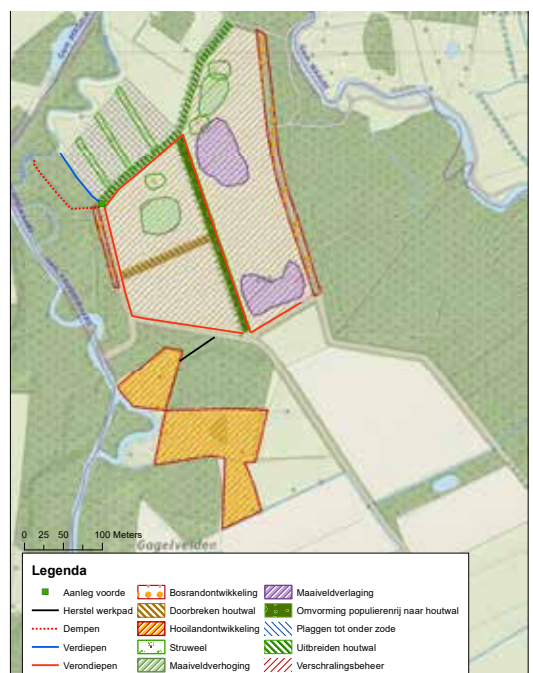 Gagelvelden
0 25 50 100 Meters
Legenda
Aanleg voorde
Herstel werkpad
Dempen
Verdiepen
Verondiepen
Bosrandontwikkeling
Doorbreken houtwal
Hooilandontwikkeling
Struweel
Maaiveldverhoging
Maaiveldverlaging
Omvorming populierenrij naar houtwal
Plaggen tot onder zode
Uitbreiden houtwal
Verschralingsbeheer